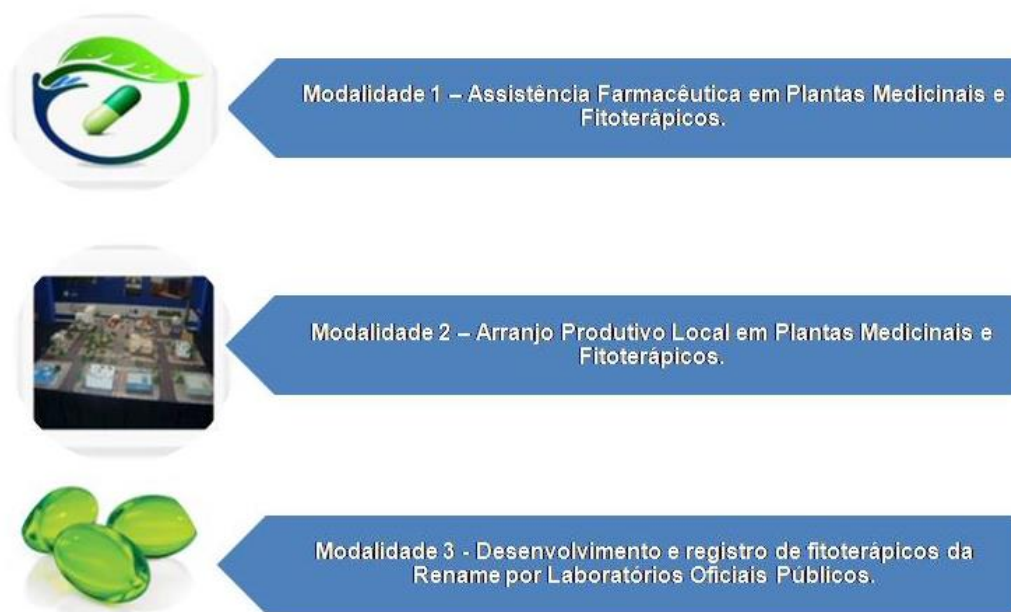 Modalidade 1 – Assistência Farmacêutica em Plantas Medicinais e
Fitoterápicos.
Modalidade 2 – Arranjo Produtivo Local em Plantas Medicinais e
Fitoterápicos.
Modalidade 3 - Desenvolvimento e registro de fitoterápicos da
Rename por Laboratórios Oficiais Públicos.